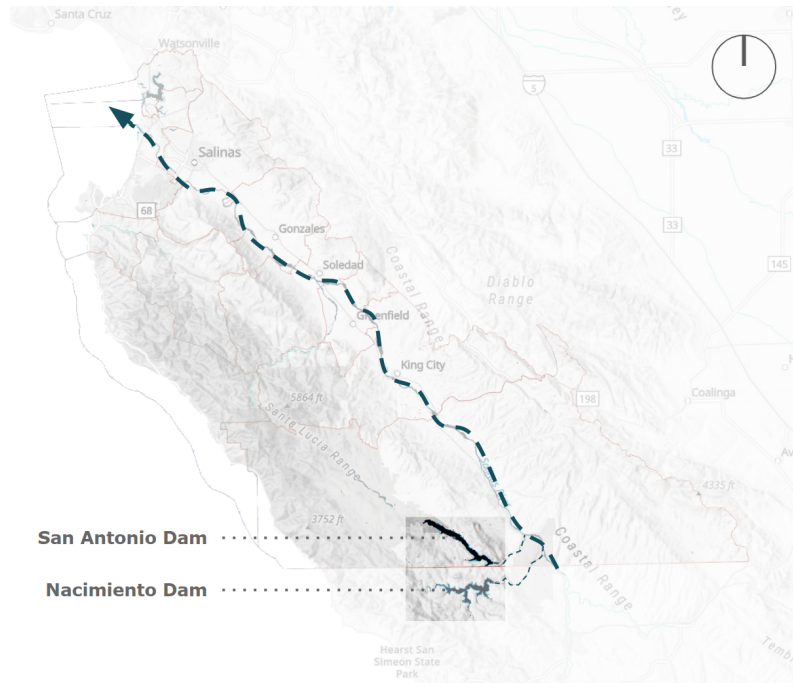 Santa Cruz
Watsonville
5
33
Salinas
68
33
Gonzales
145
Soledad
Coastal Range
Diablo
Range
Greenfield
King City
5864 ft
198
Coalinga
Santa Lucia Range
4335 ft
3752 ft
San Antonio Dam
Coastal Range
Nacimiento Dam
Hearst San
Simeon State
Park